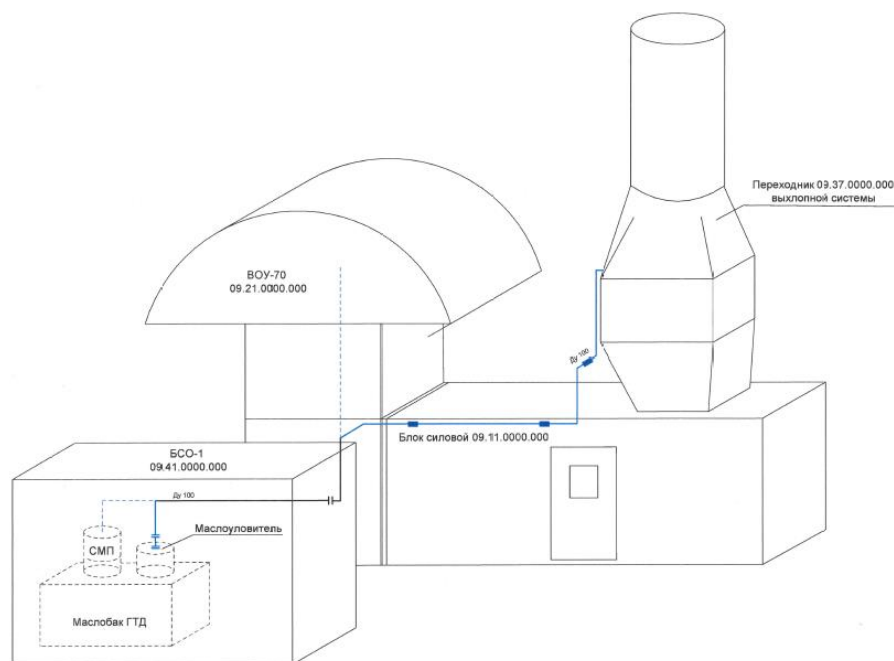 Переходник 09.37.0000.000
выхлопной системы
ВОУ-70
09.21.0000.000
Ду 100
Блок силовой 09.11.0000.000
БСО-1
09.41.0000.000
Ду 100
Маслоуловитель
СМП
Маслобак ГТД